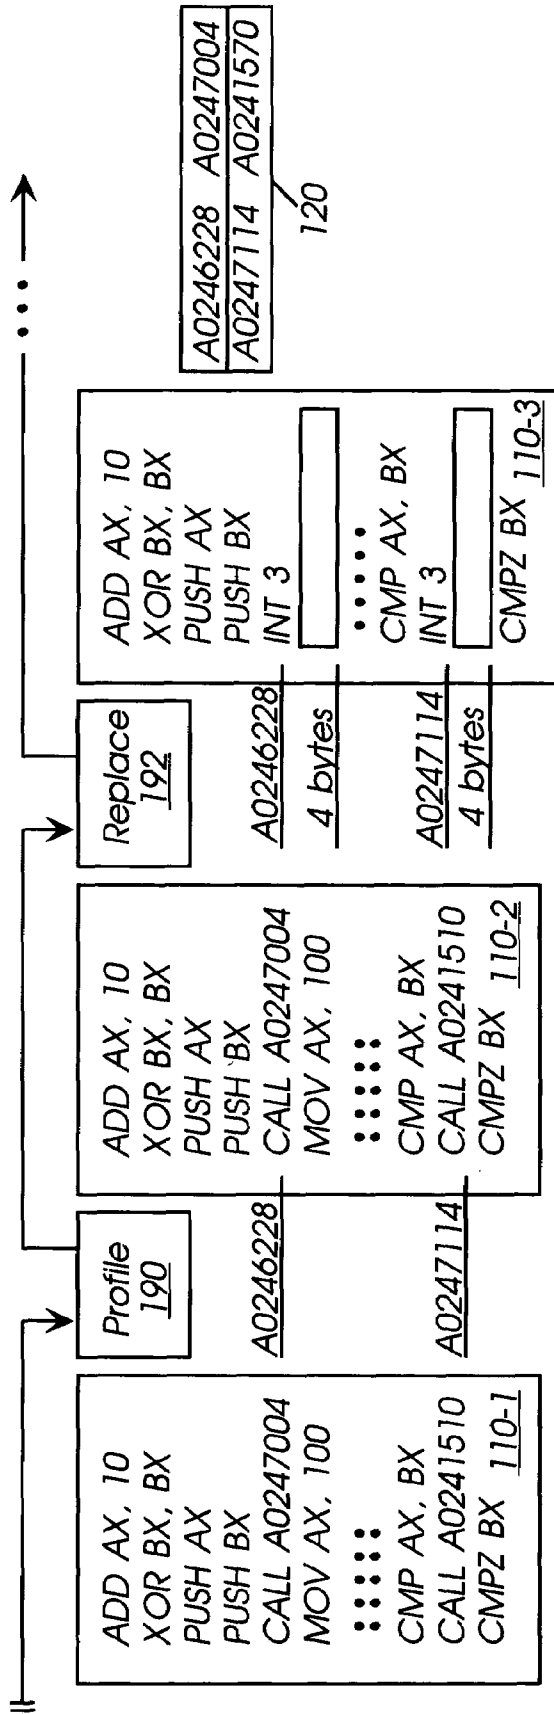 ADD AX, 10
XOR BX, BX
PUSH AX
PUSH BX
CALL A0247004
MOV AX, 100
CMP AX, BX
CALL A0241510
CMPZ BX 110-1
Profile
190
A0246228
A0247114
ADD AX, 10
XOR BX, BX
PUSH AX
PUSH BX
CALL A0247004
MOV AX, 100
CMP AX, BX
CALL A0241510
CMPZ BX 110-2
Replace
192
A0246228
4 bytes
A0247114
4 bytes
ADD AX, 10
XOR BX, BX
PUSH AX
PUSH BX
INT 3
CMP AX, BX
INT 3
CMPZ BX 110-3
A0246228 A0247004
A0247114 A0241570
120